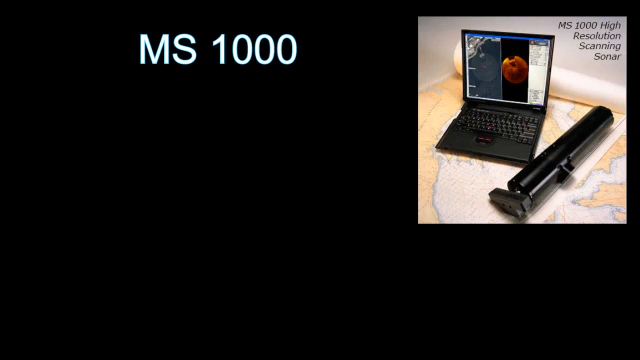 MS 1000
MS 1000 High
Resolution
Scanning
Sonar